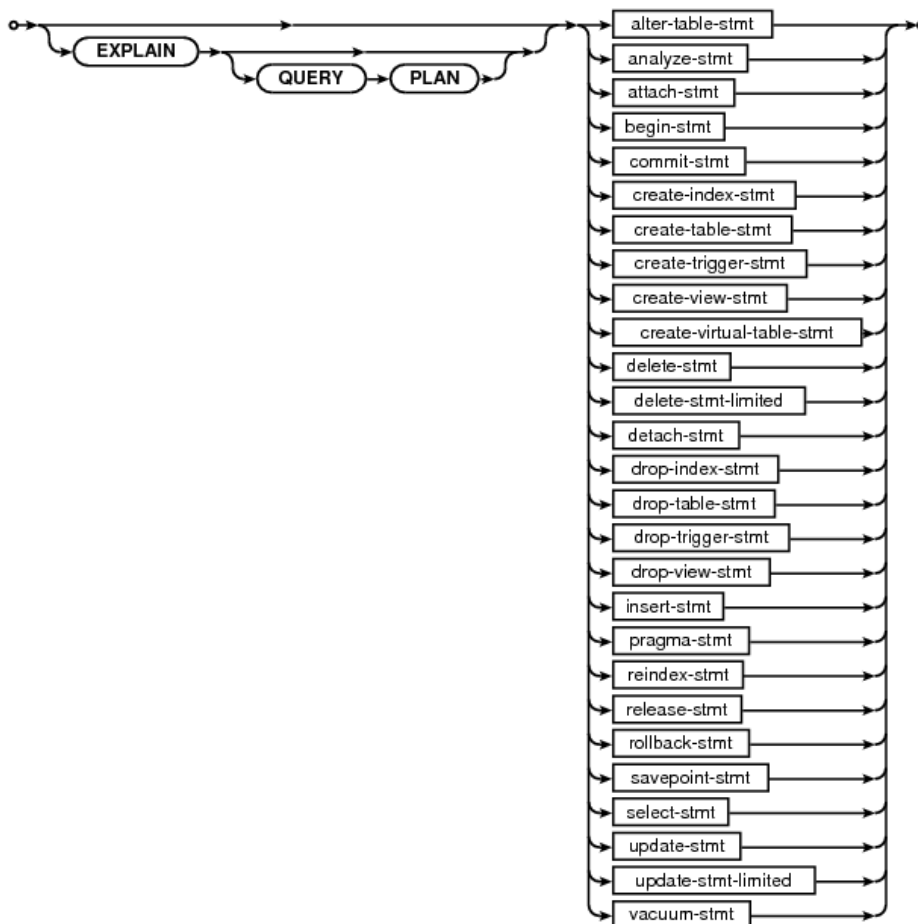 alter-table-stmt
EXPLAIN
analyze-stmt
QUERY PLAN
attach-stmt
begin-stmt
commit-stmt
create-index-stmt
create-table-stmt
create-trigger-stmt
create-view-stmt
create-virtual-table-stmt
delete-stmt
delete-stmt-limited
detach-stmt
drop-index-stmt
drop-table-stmt
drop-trigger-stmt
drop-view-stmt
insert-stmt
pragma-stmt
reindex-stmt
release-stmt
rollback-stmt
savepoint-stmt
select-stmt
update-stmt
update-stmt-limited
vacuum-stmt